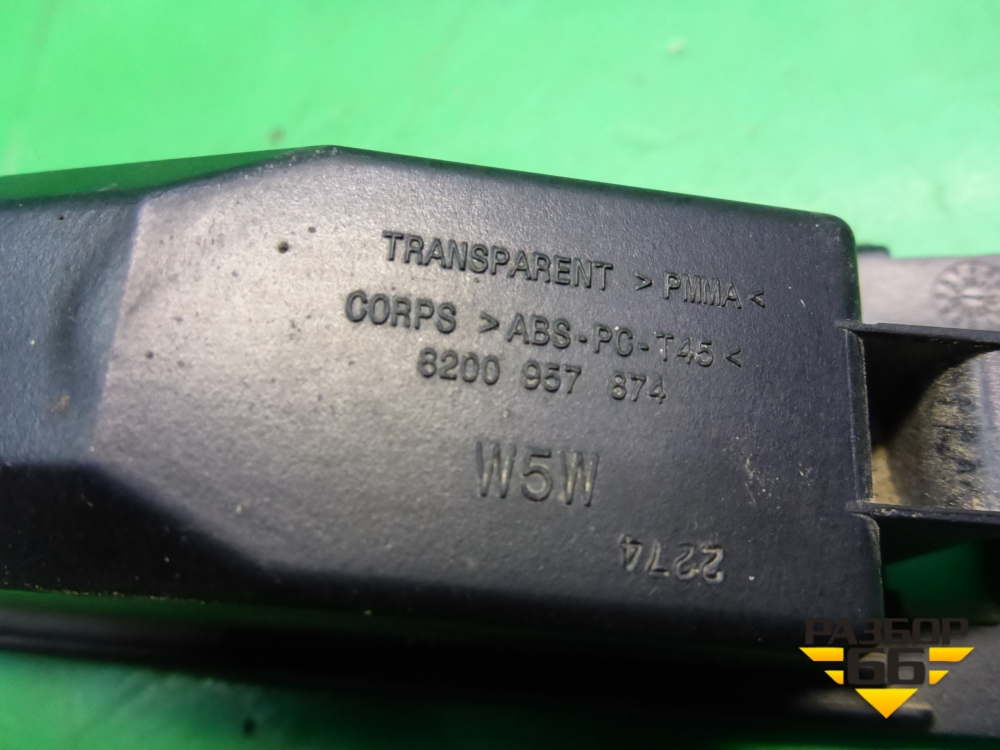 TRANSPARENT >PMMA<
CORPS >ABS-PC-T45<
8200 957 874
W5W
2274
РАЗБОР
66